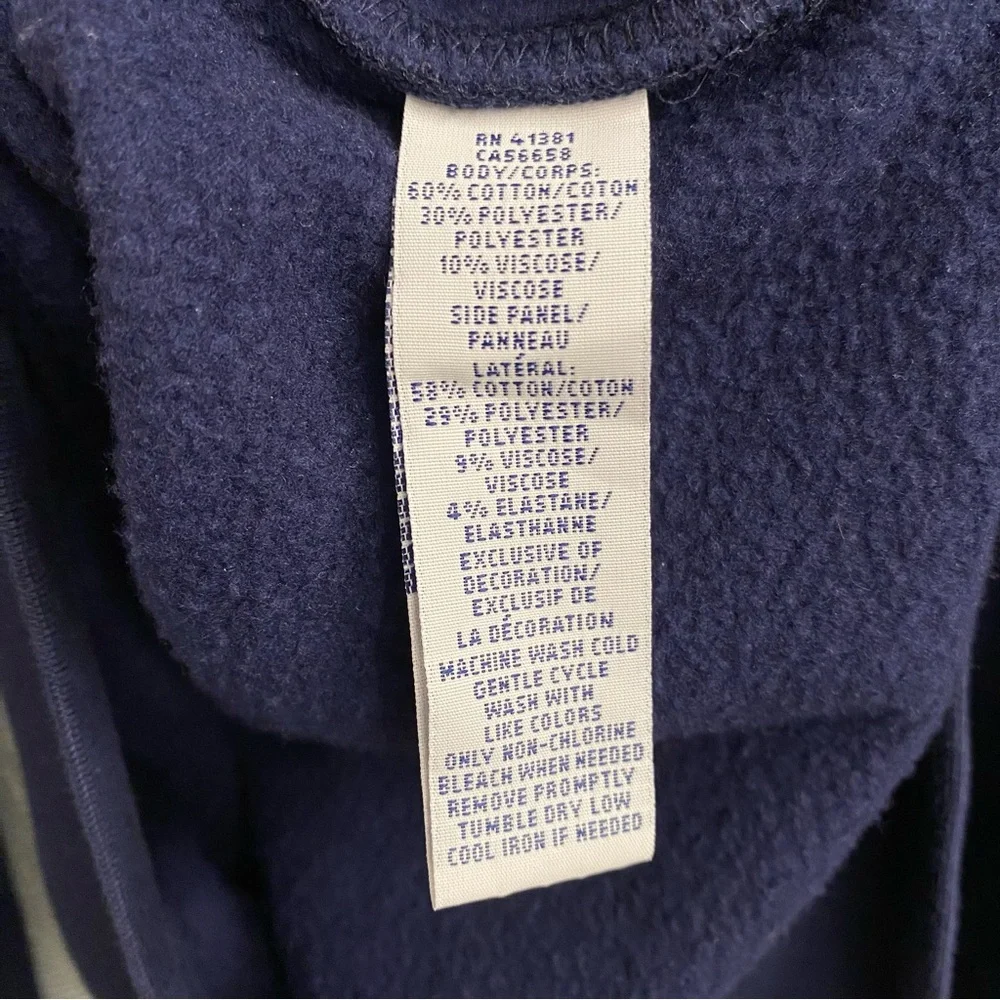 RN 41381
CA56658
BODY/CORPS:
60% COTTON/COTON
30% POLYESTER/
POLYESTER
10% VISCOSE/
VISCOSE
SIDE PANEL/
PANNEAU
LATÉRAL:
58% COTTON/COTON
29% POLYESTER/
POLYESTER
9% VISCOSE/
VISCOSE
4% ELASTANE/
ELASTHANNE
EXCLUSIVE OF
DECORATION/
EXCLUSIF DE
LA DÉCORATION
MACHINE WASH COLD
GENTLE CYCLE
WASH WITH
LIKE COLORS
ONLY NON-CHLORINE
BLEACH WHEN NEEDED
REMOVE PROMPTLY
TUMBLE DRY LOW
COOL IRON IF NEEDED